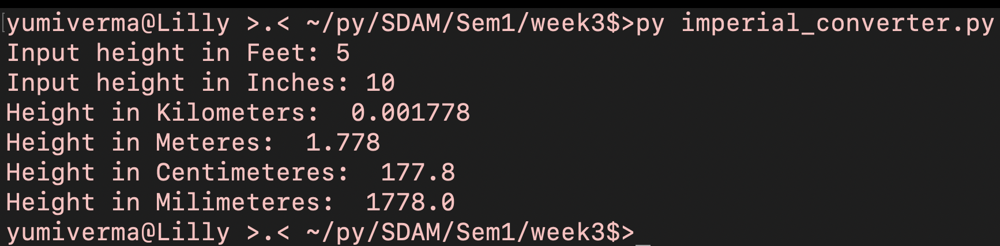 yumiverma@Lilly >.< ~/py/SDAM/Sem1/week3$>py imperial_converter.py
Input height in Feet: 5
Input height in Inches: 10
Height in Kilometers:  0.001778
Height in Meteres:  1.778
Height in Centimeteres:  177.8
Height in Milimeteres:  1778.0
yumiverma@Lilly >.< ~/py/SDAM/Sem1/week3$>